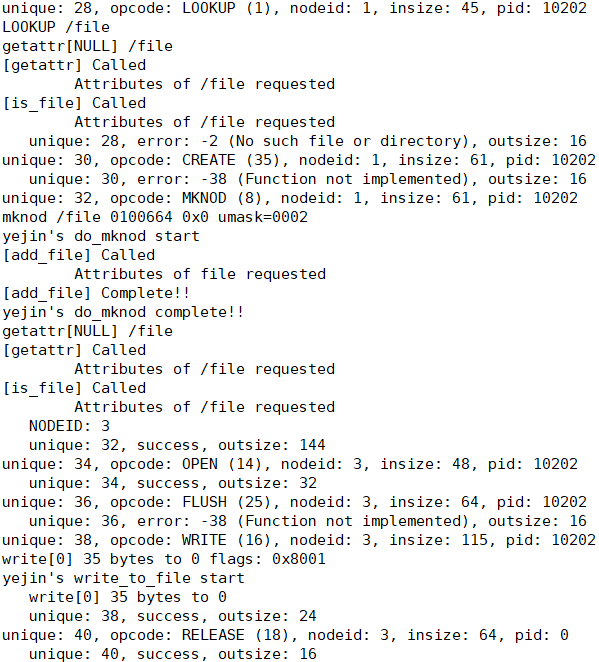 unique: 28, opcode: LOOKUP (1), nodeid: 1, insize: 45, pid: 10202
LOOKUP /file
getattr[NULL] /file
[getattr] Called
        Attributes of /file requested
[is_file] Called
        Attributes of /file requested
   unique: 28, error: -2 (No such file or directory), outsize: 16
unique: 30, opcode: CREATE (35), nodeid: 1, insize: 61, pid: 10202
   unique: 30, error: -38 (Function not implemented), outsize: 16
unique: 32, opcode: MKNOD (8), nodeid: 1, insize: 61, pid: 10202
mknod /file 0100664 0x0 umask=0002
yejin's do_mknod start
[add_file] Called
        Attributes of file requested
[add_file] Complete!!
yejin's do_mknod complete!!
getattr[NULL] /file
[getattr] Called
        Attributes of /file requested
[is_file] Called
        Attributes of /file requested
   NODEID: 3
   unique: 32, success, outsize: 144
unique: 34, opcode: OPEN (14), nodeid: 3, insize: 48, pid: 10202
   unique: 34, success, outsize: 32
unique: 36, opcode: FLUSH (25), nodeid: 3, insize: 64, pid: 10202
   unique: 36, error: -38 (Function not implemented), outsize: 16
unique: 38, opcode: WRITE (16), nodeid: 3, insize: 115, pid: 10202
write[0] 35 bytes to 0 flags: 0x8001
yejin's write_to_file start
   write[0] 35 bytes to 0
   unique: 38, success, outsize: 24
unique: 40, opcode: RELEASE (18), nodeid: 3, insize: 64, pid: 0
   unique: 40, success, outsize: 16